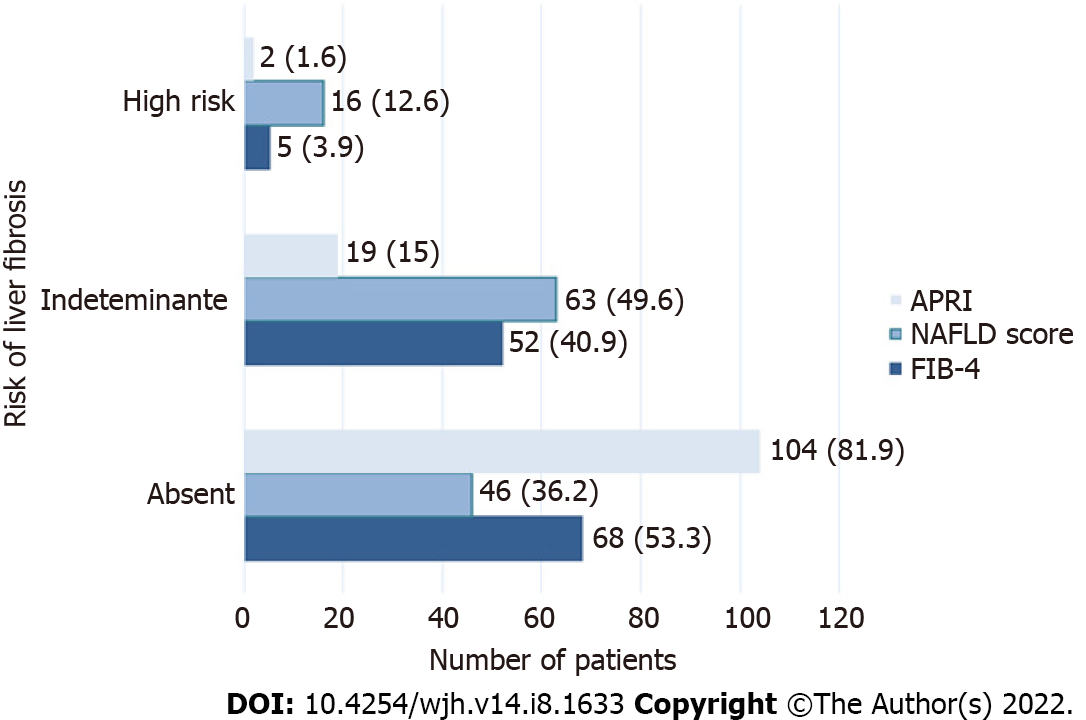 2 (1.6)
High risk
16 (12.6)
5 (3.9)
19 (15)
Indeteminante
63 (49.6)
52 (40.9)
104 (81.9)
Absent
46 (36.2)
68 (53.3)
Risk of liver fibrosis
APRI
NAFLD score
FIB-4
0 20 40 60 80 100 120
Number of patients
DOI: 10.4254/wjh.v14.i8.1633 Copyright ©The Author(s) 2022.